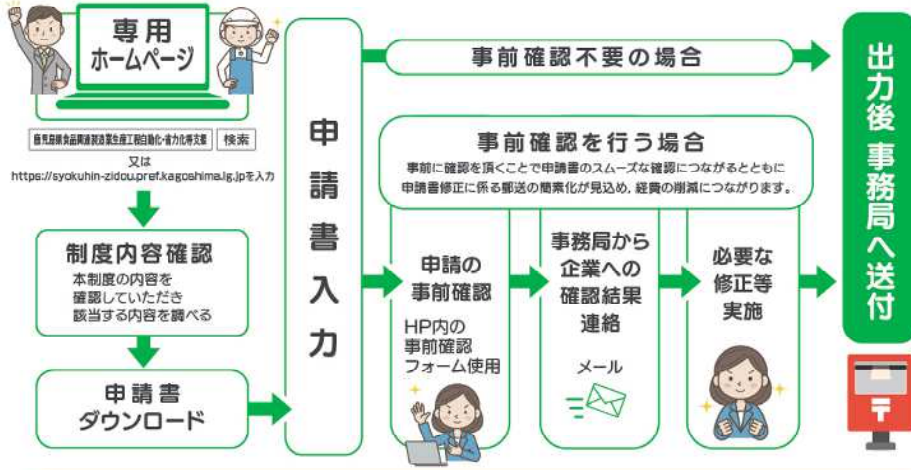 専用
ホームページ
鹿児島県食品関連製造業生産工程自動化・省力化等支援
検索
又は
https://syokuhin-zidou.pref.kagoshima.lg.jpを入力
制度内容確認
本制度の内容を
確認していただき
該当する内容を調べる
申請書
ダウンロード
申請書入力
事前確認不要の場合
事前確認を行う場合
事前に確認を頂くことで申請書のスムーズな確認につながるとともに
申請書修正に係る郵送の簡素化が見込め、経費の削減につながります。
申請の
事前確認
HP内の
事前確認
フォーム使用
事務局から
企業への
確認結果
連絡
メール
必要な
修正等
実施
出力後 事務局へ送付
〒